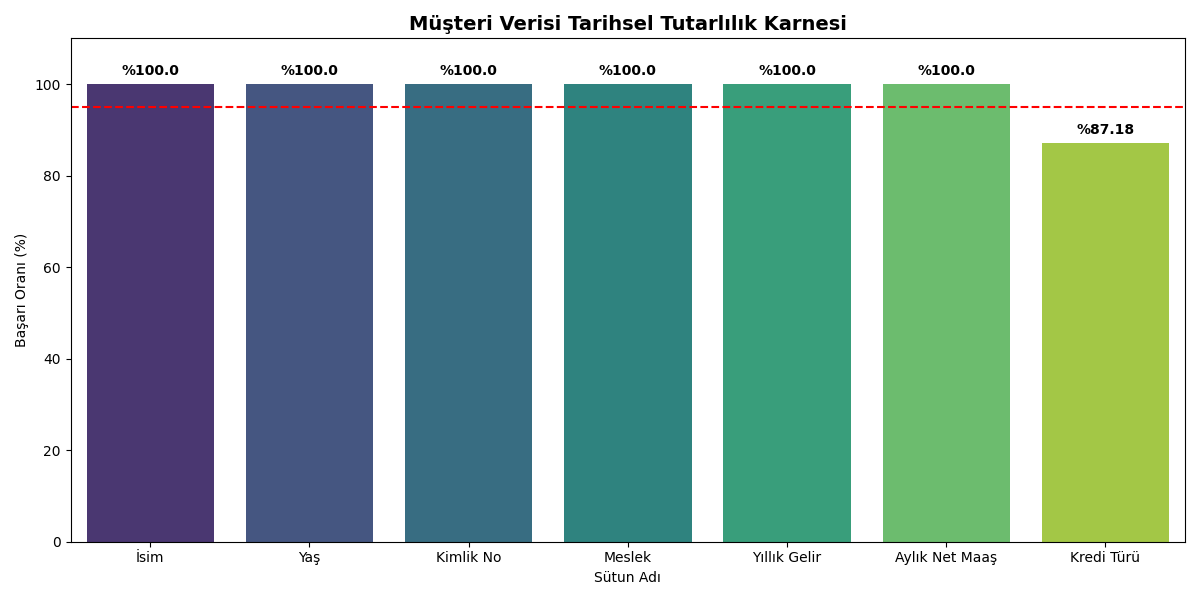 Müşteri Verisi Tarihsel Tutarlılık Karnesi
%100.0 %100.0 %100.0 %100.0 %100.0 %100.0
%87.18
100
80
60
40
20
0
Başarı Oranı (%)
İsim Yaş Kimlik No Meslek Yıllık Gelir Aylık Net Maaş Kredi Türü
Sütun Adı